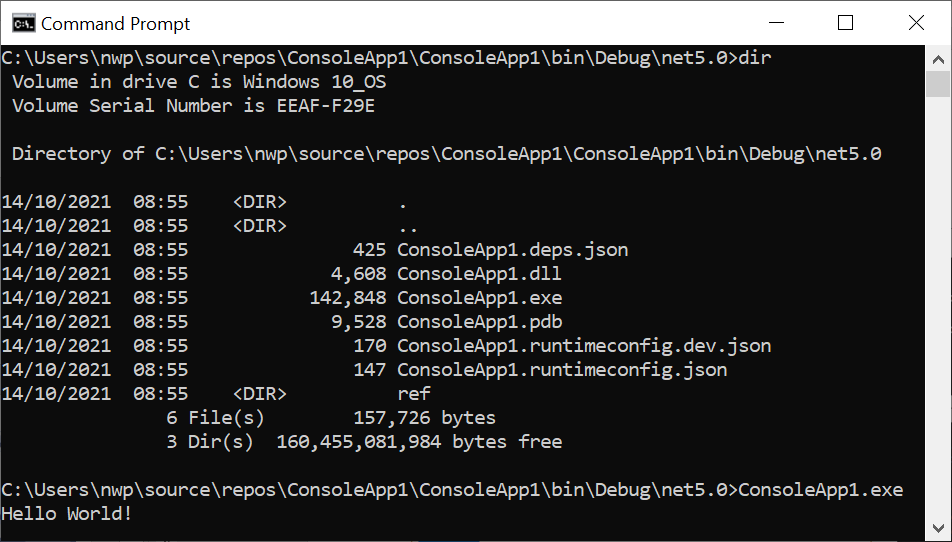 Command Prompt
C:\Users\nwp\source\repos\ConsoleApp1\ConsoleApp1\bin\Debug\net5.0>dir
 Volume in drive C is Windows 10_OS
 Volume Serial Number is EEAF-F29E

 Directory of C:\Users\nwp\source\repos\ConsoleApp1\ConsoleApp1\bin\Debug\net5.0

14/10/2021  08:55    <DIR>          .
14/10/2021  08:55    <DIR>          ..
14/10/2021  08:55               425 ConsoleApp1.deps.json
14/10/2021  08:55             4,608 ConsoleApp1.dll
14/10/2021  08:55           142,848 ConsoleApp1.exe
14/10/2021  08:55             9,528 ConsoleApp1.pdb
14/10/2021  08:55               170 ConsoleApp1.runtimeconfig.dev.json
14/10/2021  08:55               147 ConsoleApp1.runtimeconfig.json
14/10/2021  08:55    <DIR>          ref
               6 File(s)        157,726 bytes
               3 Dir(s)  160,455,081,984 bytes free

C:\Users\nwp\source\repos\ConsoleApp1\ConsoleApp1\bin\Debug\net5.0>ConsoleApp1.exe
Hello World!